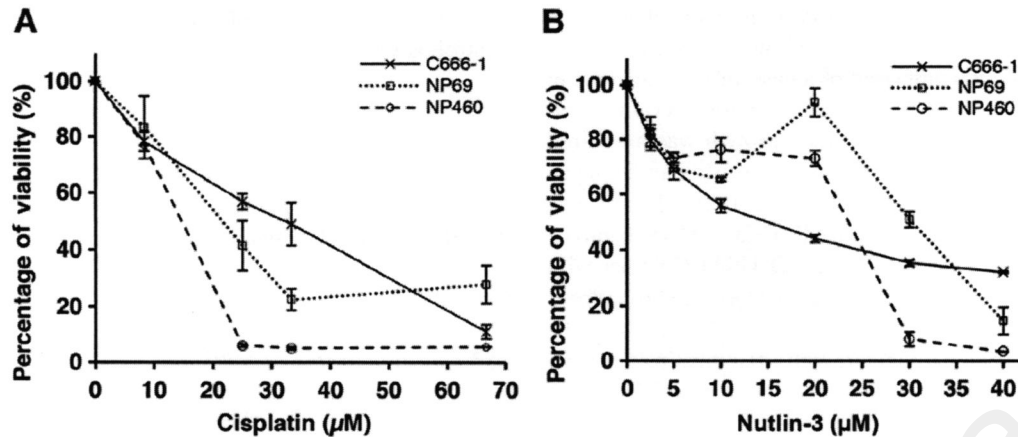 A
C666-1
NP69
NP460
Percentage of viability (%)
100
80
60
40
20
0
0 10 20 30 40 50 60 70
Cisplatin (µM)
B
C666-1
NP69
NP460
Percentage of viability (%)
100
80
60
40
20
0
0 5 10 15 20 25 30 35 40
Nutlin-3 (µM)